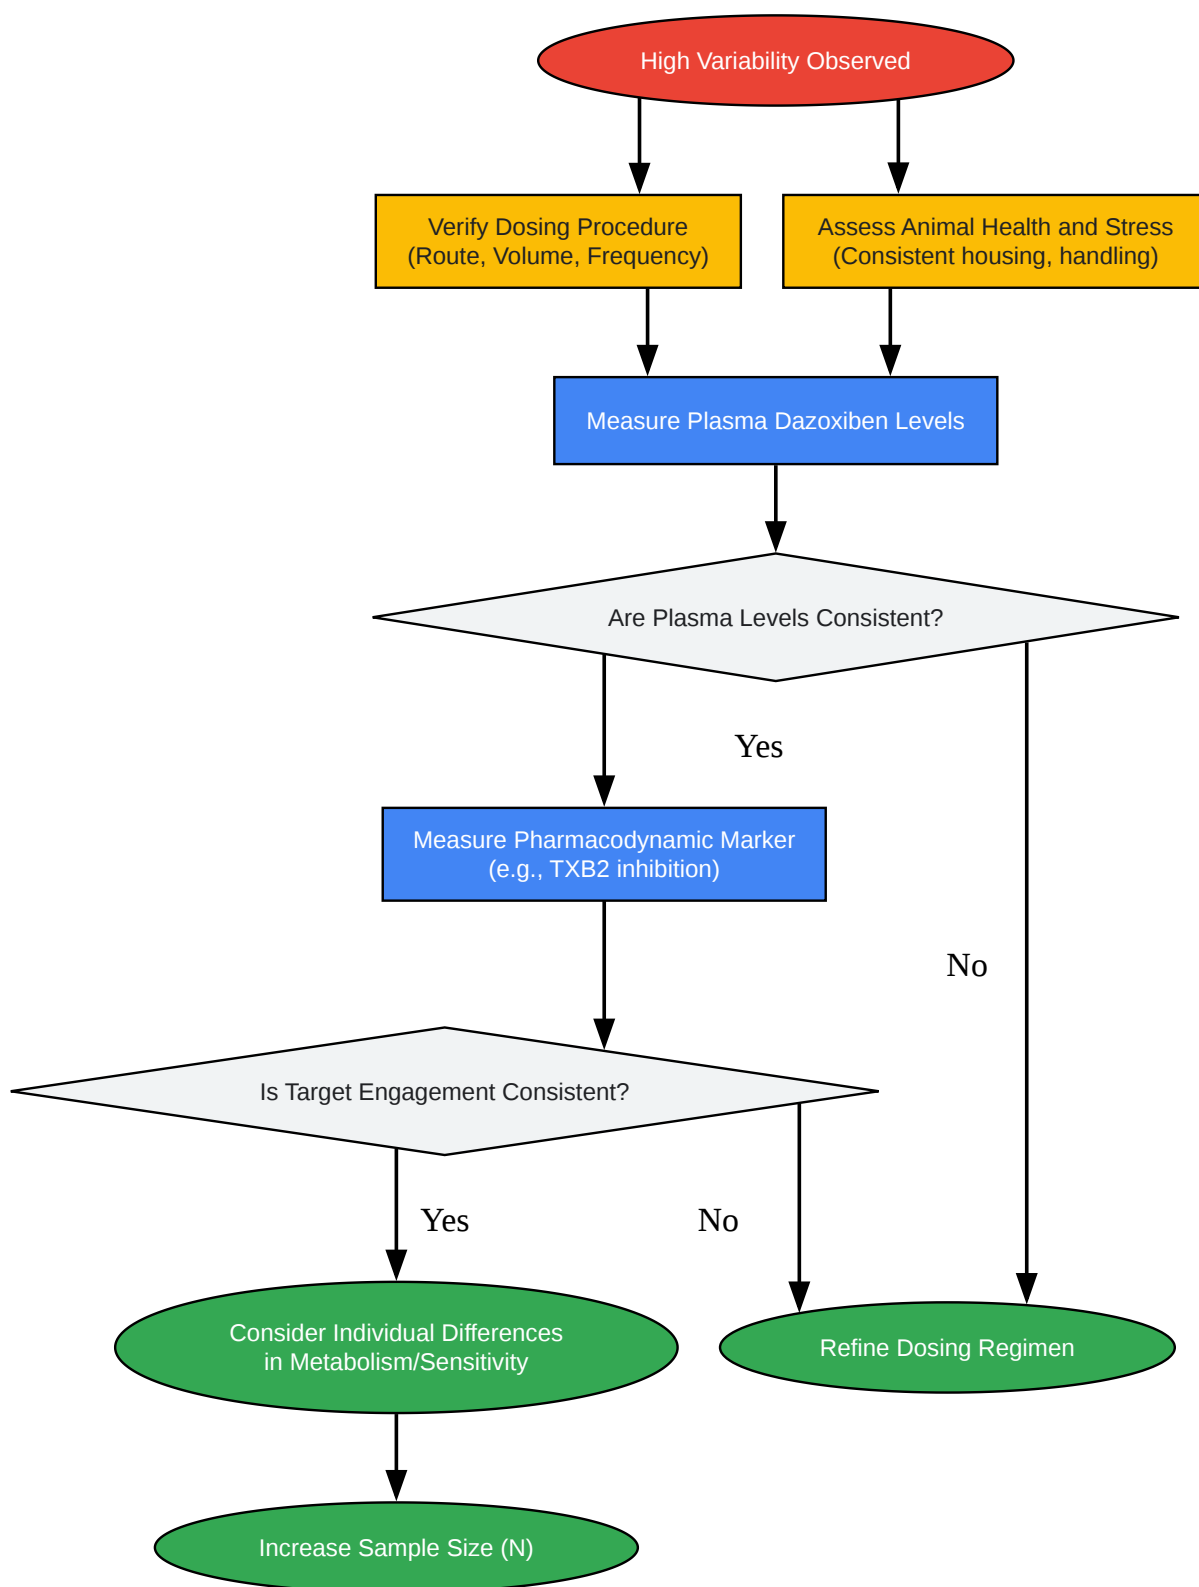 High Variability Observed
Verify Dosing Procedure
(Route, Volume, Frequency)
Assess Animal Health and Stress
(Consistent housing, handling)
Measure Plasma Dazoxiben Levels
Are Plasma Levels Consistent?
Yes
Measure Pharmacodynamic Marker
(e.g., TXB2 inhibition)
No
Is Target Engagement Consistent?
Yes
No
Consider Individual Differences
in Metabolism/Sensitivity
Refine Dosing Regimen
Increase Sample Size (N)